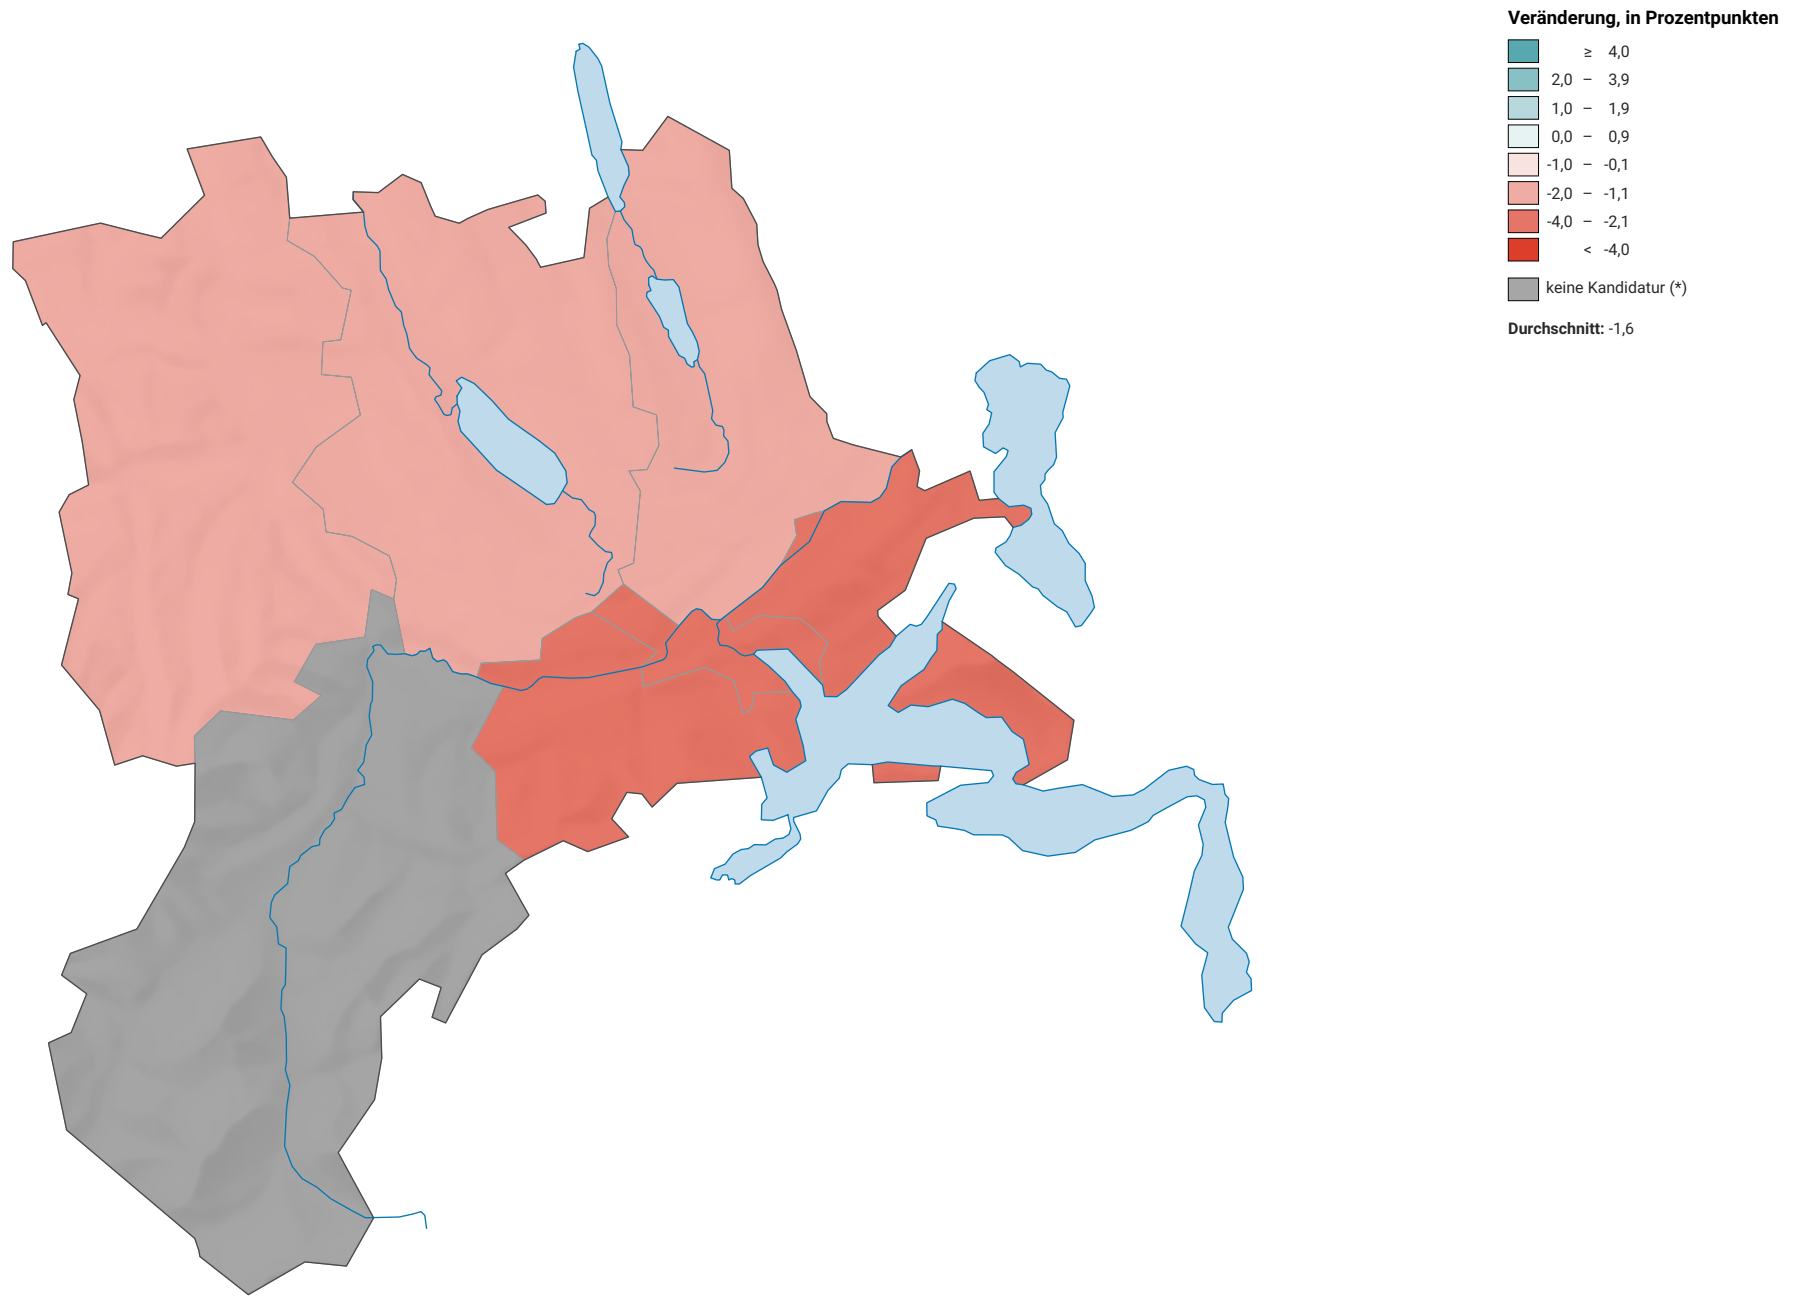 Veränderung, in Prozentpunkten
≥ 4,0
2,0 – 3,9
1,0 – 1,9
0,0 – 0,9
-1,0 – -0,1
-2,0 – -1,1
-4,0 – -2,1
< -4,0
keine Kandidatur (*)
Durchschnitt: -1,6